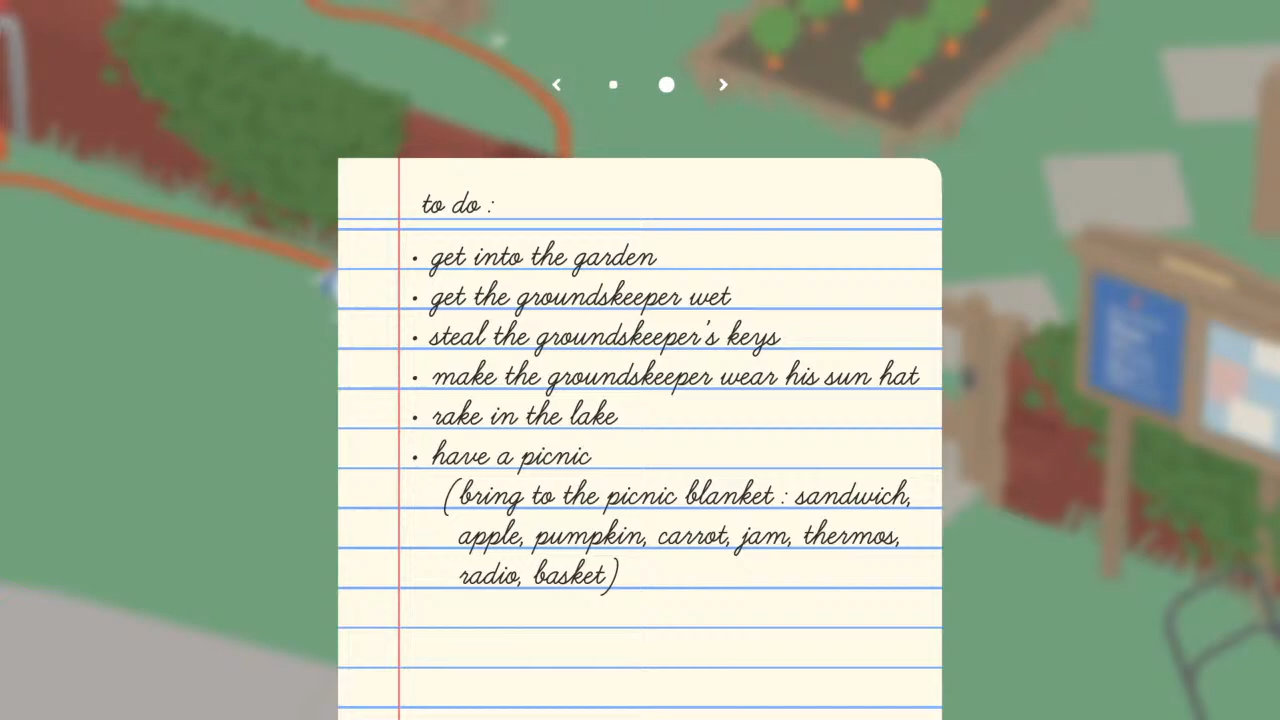 to do :
• get into the garden
• get the groundskeeper wet
• steal the groundskeeper's keys
• make the groundskeeper wear his sun hat
• rake in the lake
• have a picnic
(bring to the picnic blanket : sandwich,
apple, pumpkin, carrot, jam, thermos,
radio, basket)